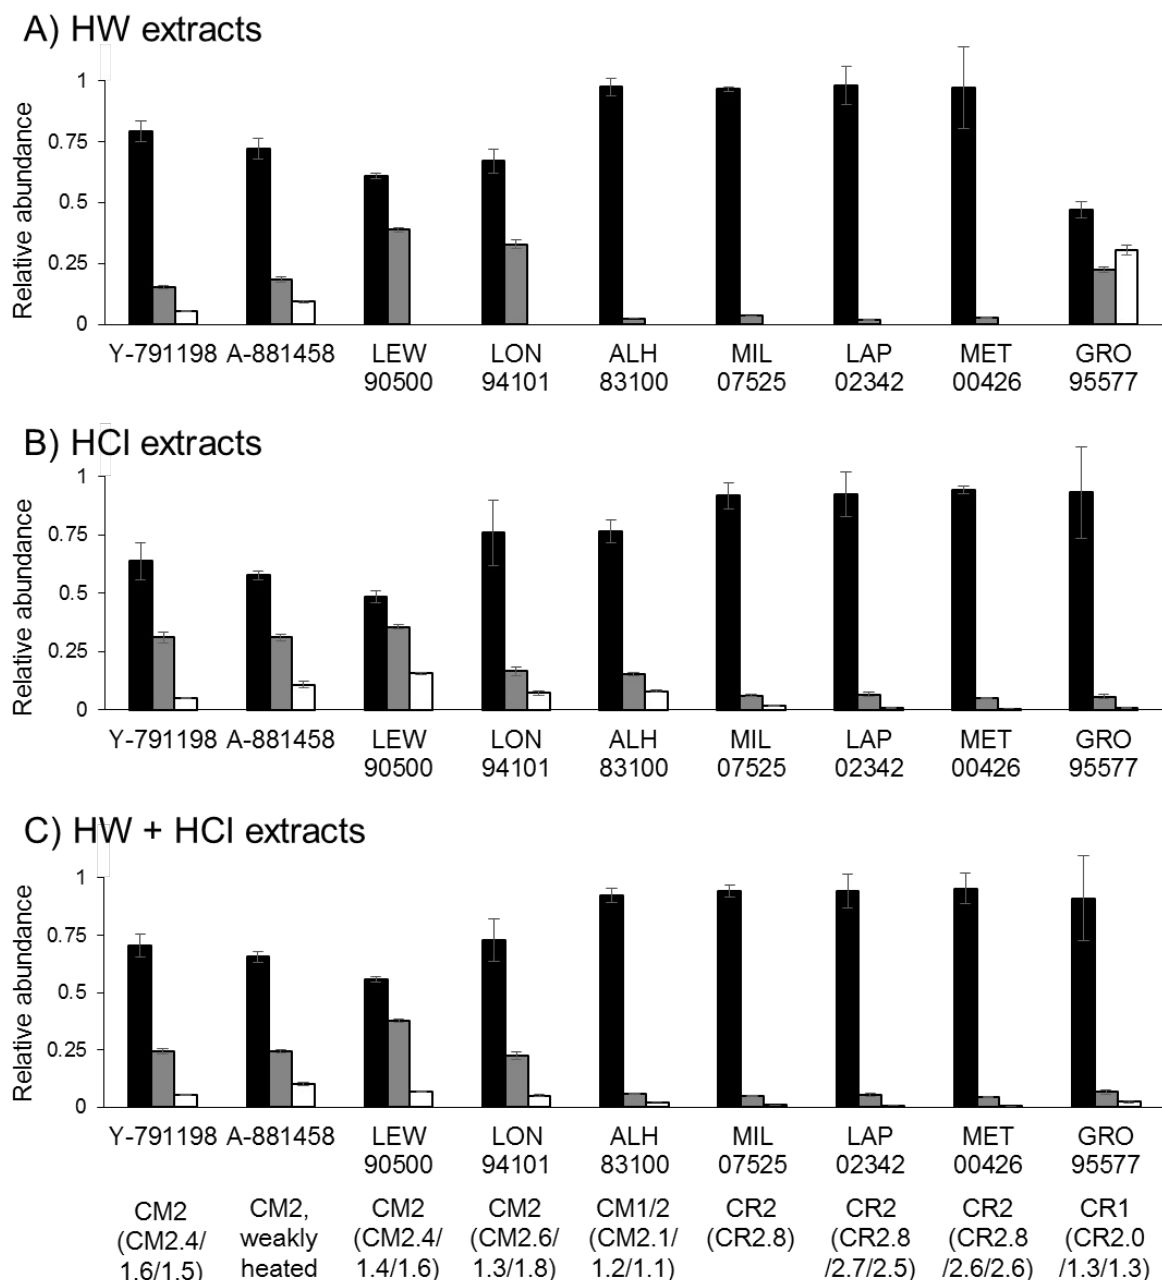 A) HW extracts
Relative abundance
1
0.75
0.5
0.25
0
Y-791198 A-881458 LEW LON ALH MIL LAP MET GRO
90500 94101 83100 07525 02342 00426 95577
B) HCl extracts
Relative abundance
1
0.75
0.5
0.25
0
Y-791198 A-881458 LEW LON ALH MIL LAP MET GRO
90500 94101 83100 07525 02342 00426 95577
C) HW + HCl extracts
Relative abundance
1
0.75
0.5
0.25
0
Y-791198 A-881458 LEW LON ALH MIL LAP MET GRO
90500 94101 83100 07525 02342 00426 95577
CM2 CM2, CM2 CM2 CM1/2 CR2 CR2 CR2 CR1
(CM2.4/ weakly (CM2.4/ (CM2.6/ (CM2.1/ (CR2.8) (CR2.8 (CR2.8 (CR2.0
1.6/1.5) heated 1.4/1.6) 1.3/1.8) 1.2/1.1) /2.7/2.5) /2.6/2.6) /1.3/1.3)